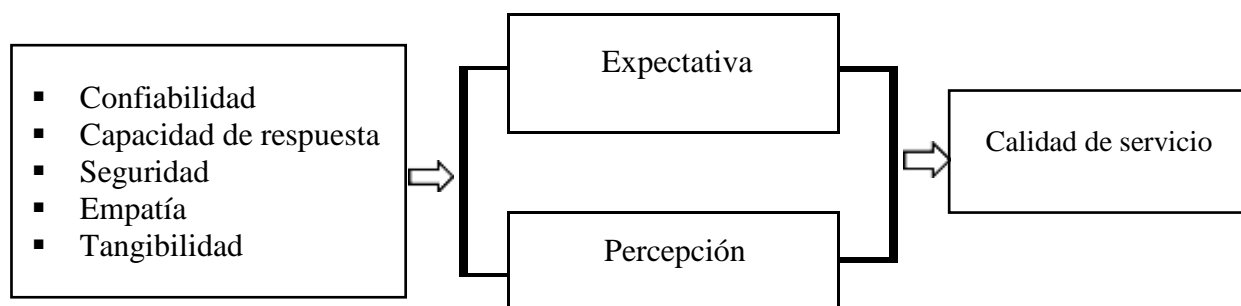 ▪ Confiabilidad
▪ Capacidad de respuesta
▪ Seguridad
▪ Empatía
▪ Tangibilidad
Expectativa
Percepción
Calidad de servicio